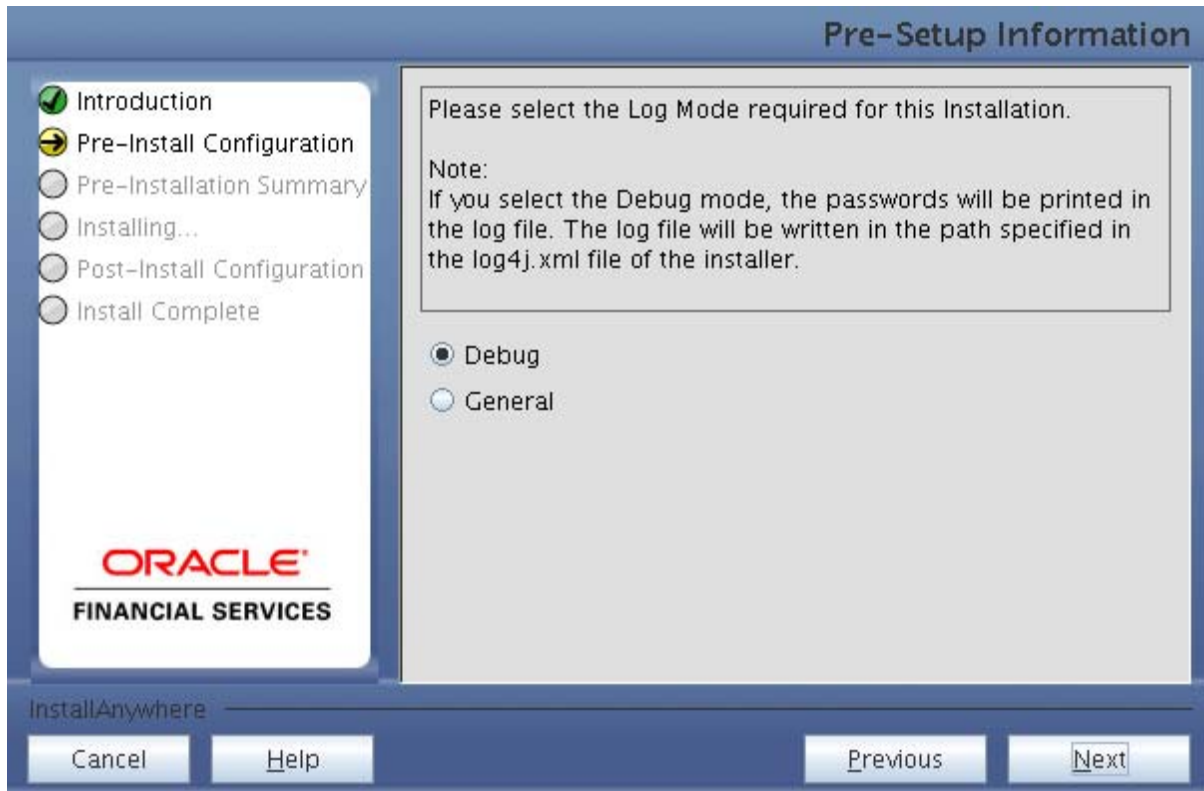 Pre-Setup Information
Introduction
Pre-Install Configuration
Pre-Installation Summary
Installing...
Post-Install Configuration
Install Complete
ORACLE
FINANCIAL SERVICES
Please select the Log Mode required for this Installation.
Note:
If you select the Debug mode, the passwords will be printed in
the log file. The log file will be written in the path specified in
the log4j.xml file of the installer.
Debug
General
InstallAnywhere
Cancel
Help
Previous
Next